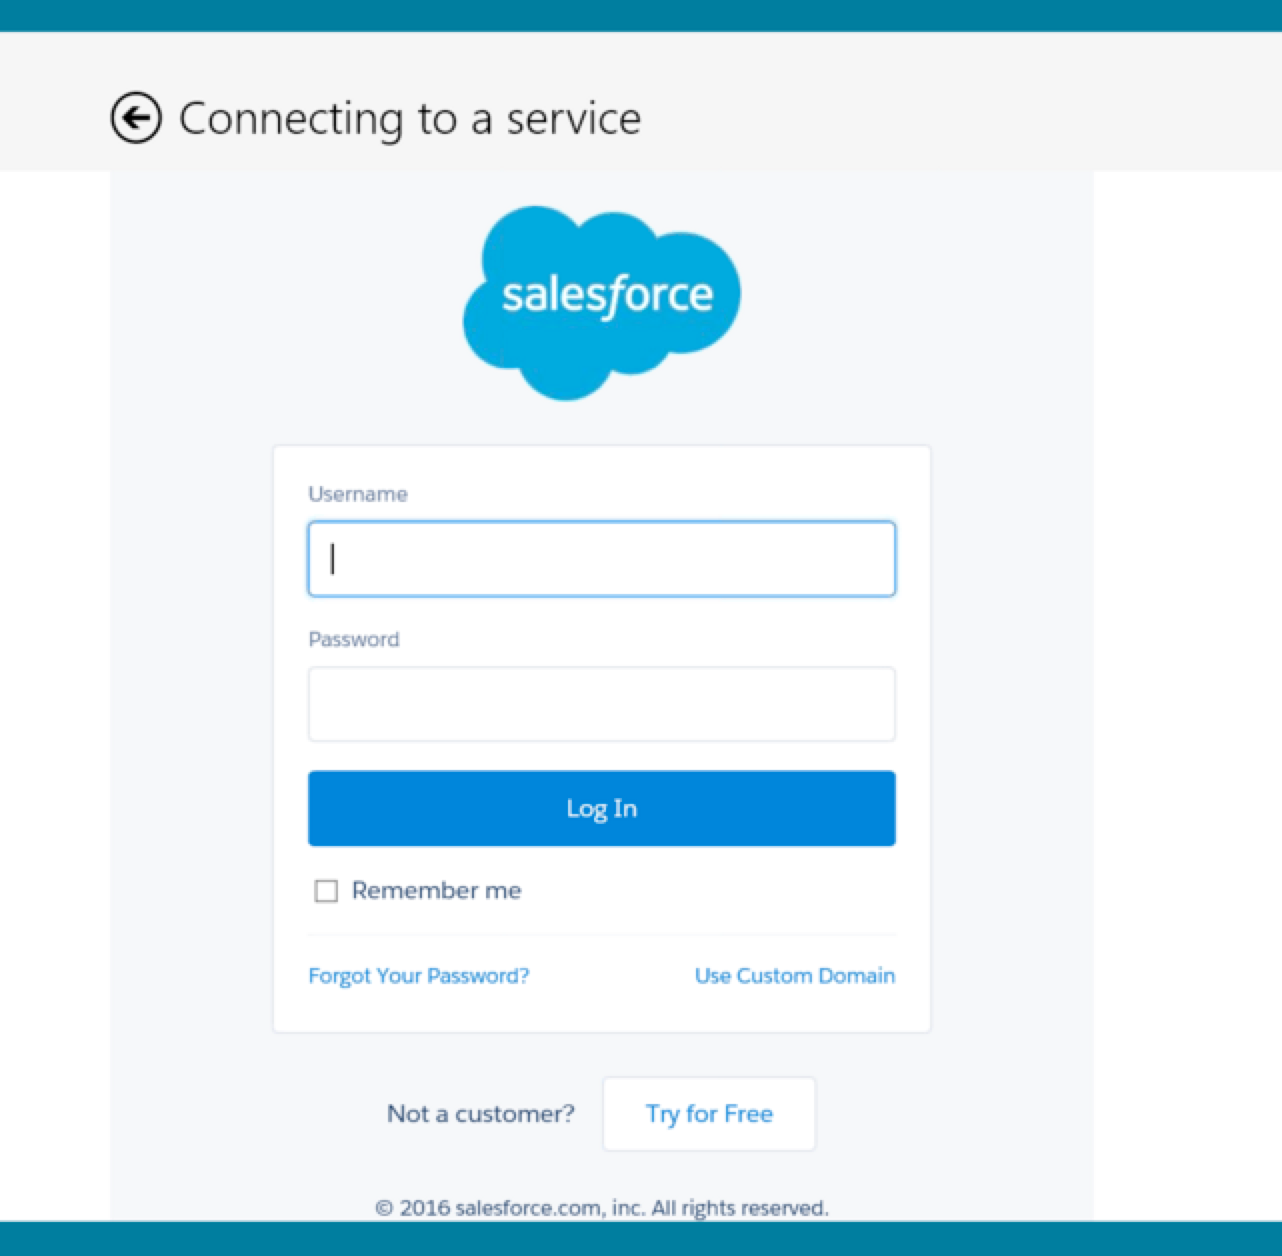 Connecting to a service
salesforce
Username
Password
Log In
Remember me
Forgot Your Password? Use Custom Domain
Not a customer? Try for Free
© 2016 salesforce.com, inc. All rights reserved.